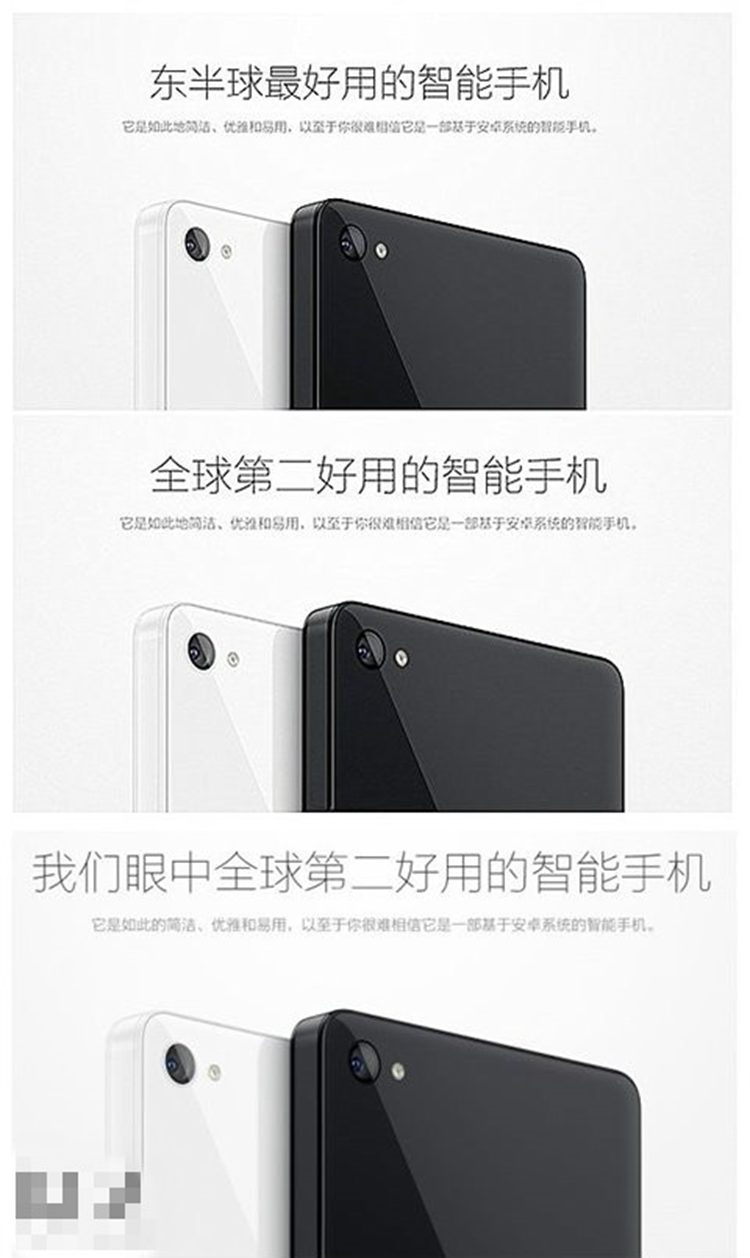 东半球最好用的智能手机
它是如此地简洁、优雅和易用，以至于你很难相信它是一部基于安卓系统的智能手机。
全球第二好用的智能手机
它是如此地简洁、优雅和易用，以至于你很难相信它是一部基于安卓系统的智能手机。
我们眼中全球第二好用的智能手机
它是如此的简洁、优雅和易用，以至于你很难相信它是一部基于安卓系统的智能手机。